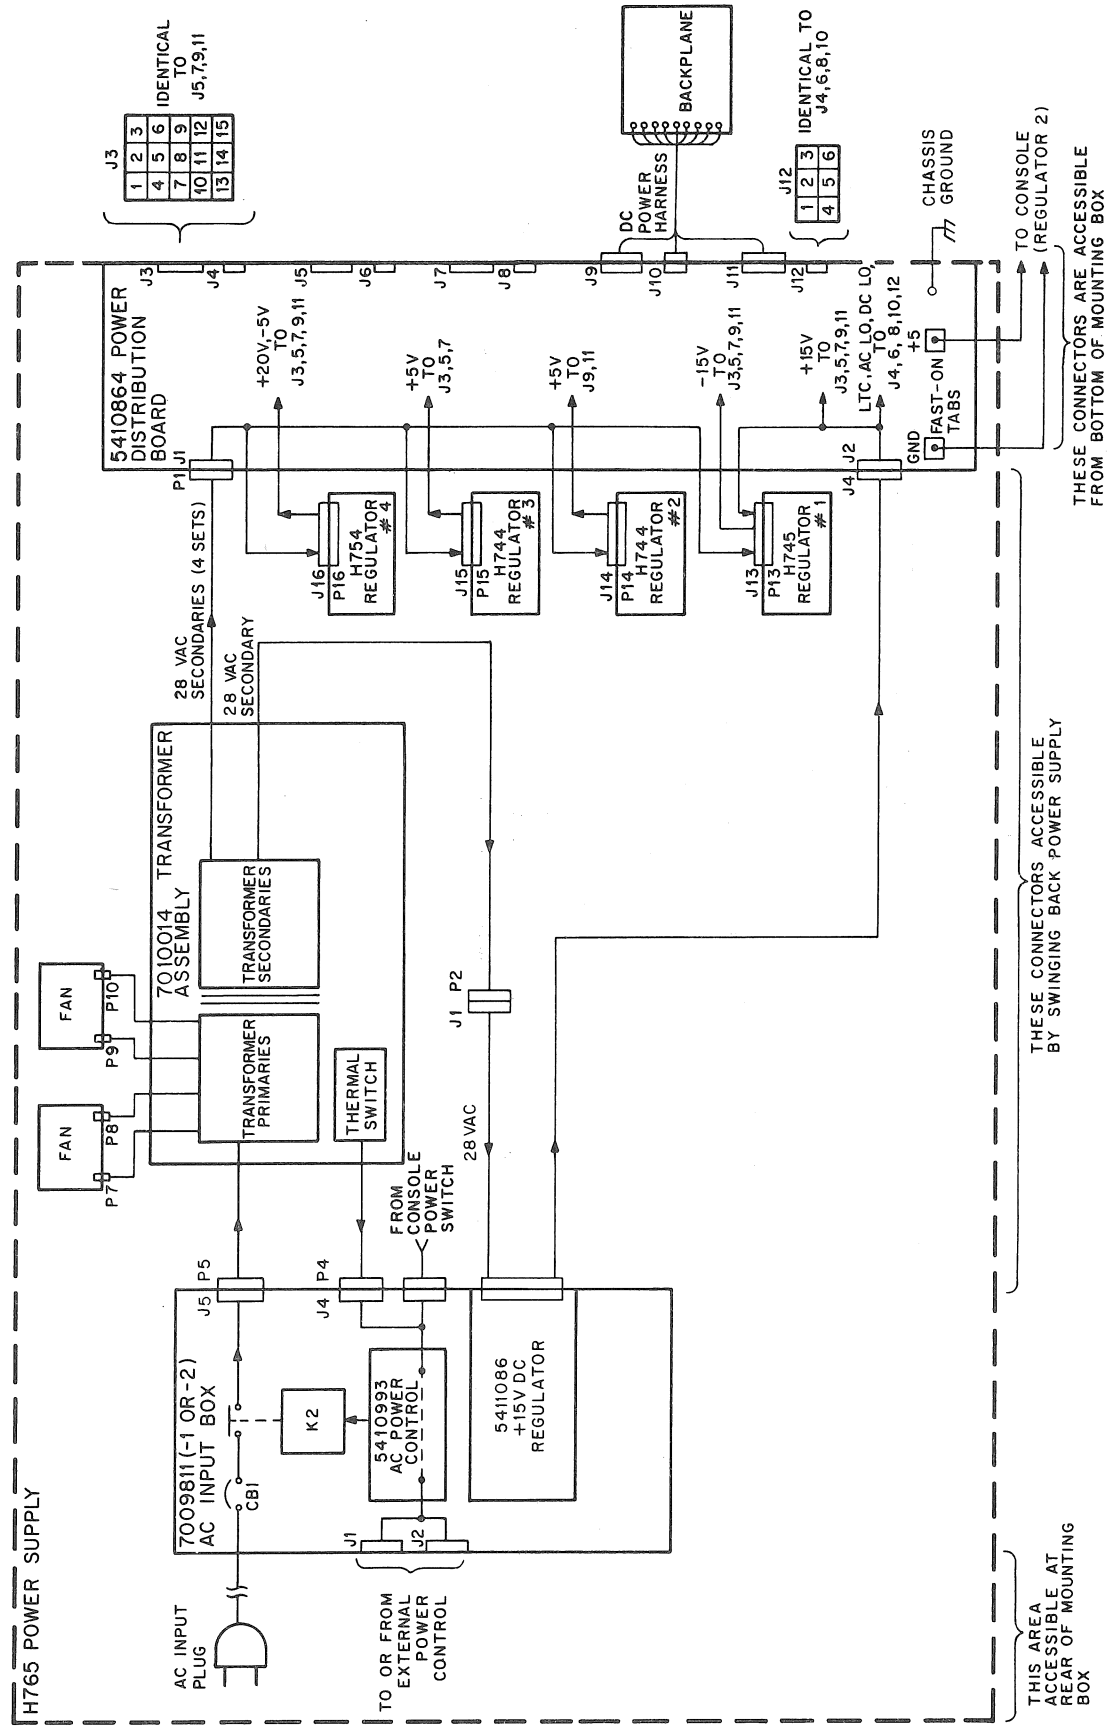 H765 POWER SUPPLY
AC INPUT
PLUG
7009811 (-1 OR -2)
AC INPUT BOX
CB1
K2
5410993
AC POWER
CONTROL
J1
J2
TO OR FROM
EXTERNAL
POWER
CONTROL
5411086
+15V DC
REGULATOR
J5
P5
J4
P4
FROM
CONSOLE
POWER
SWITCH
FAN
P7
P8
FAN
P9
P10
7010014 TRANSFORMER
ASSEMBLY
TRANSFORMER
PRIMARIES
TRANSFORMER
SECONDARIES
THERMAL
SWITCH
28 VAC
J1
P2
28 VAC
SECONDARIES (4 SETS)
28 VAC
SECONDARY
5410864 POWER
DISTRIBUTION
BOARD
P1
J1
J16
P16
H754
REGULATOR
#4
J15
P15
H744
REGULATOR
#3
J14
P14
H744
REGULATOR
#2
J13
P13
H745
REGULATOR
#1
J4
J2
+20V,-5V
TO
J3,5,7,9,11
+5V
TO
J3,5,7
+5V
TO
J9,11
-15V
TO
J3,5,7,9,11
+15V
TO
J3,5,7,9,11
LTC, AC LO, DC LO,
TO
J4,6,8,10,12
GND
+5
FAST-ON
TABS
J3
J4
J5
J6
J7
J8
J9
J10
J11
J12
J3
1 2 3
4 5 6
7 8 9
10 11 12
13 14 15
IDENTICAL
TO
J5,7,9,11
DC
POWER
HARNESS
BACKPLANE
J12
1 2 3
4 5 6
IDENTICAL TO
J4,6,8,10
CHASSIS
GROUND
TO CONSOLE
(REGULATOR 2)
THIS AREA
ACCESSIBLE AT
REAR OF MOUNTING
BOX
THESE CONNECTORS ACCESSIBLE
BY SWINGING BACK POWER SUPPLY
THESE CONNECTORS ARE ACCESSIBLE
FROM BOTTOM OF MOUNTING BOX